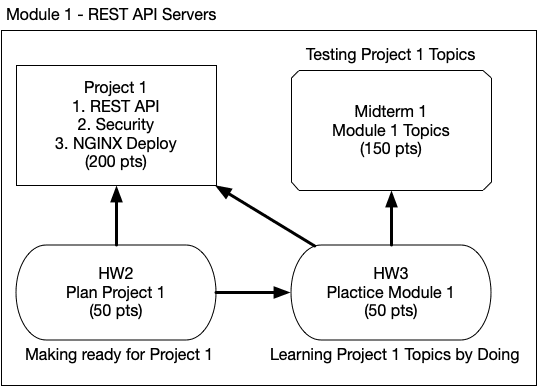 Module 1 - REST API Servers
Testing Project 1 Topics
Project 1
1. REST API
2. Security
3. NGINX Deploy
(200 pts)
Midterm 1
Module 1 Topics
(150 pts)
HW2
Plan Project 1
(50 pts)
HW3
Plactice Module 1
(50 pts)
Making ready for Project 1
Learning Project 1 Topics by Doing